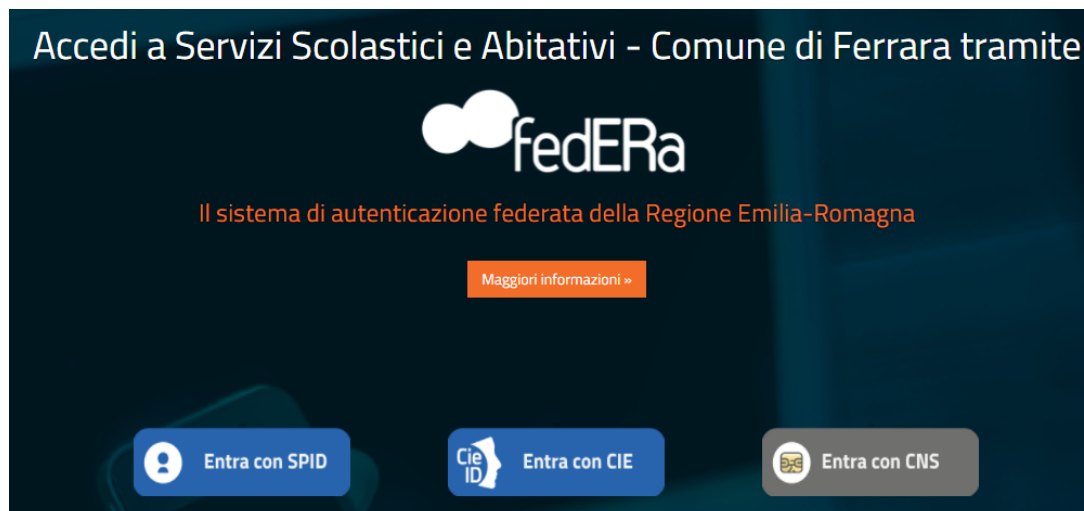 Accedi a Servizi Scolastici e Abitativi - Comune di Ferrara tramite
fedERa
Il sistema di autenticazione federata della Regione Emilia-Romagna
Maggiori informazioni »
Entra con SPID
Cie ID Entra con CIE
Entra con CNS